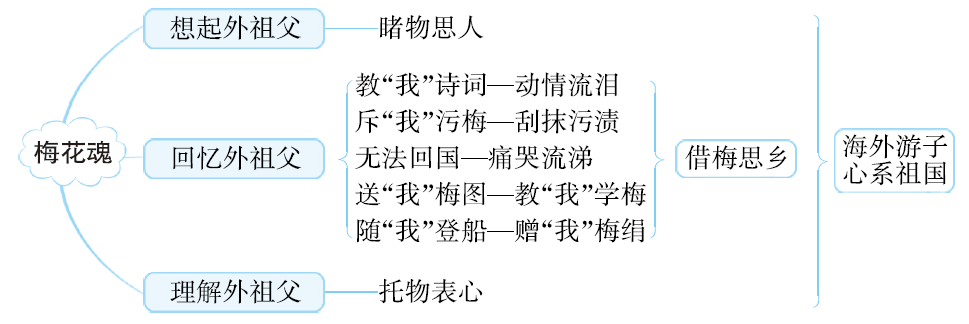 梅花魂
想起外祖父
睹物思人
回忆外祖父
教“我”诗词—动情流泪
斥“我”污梅—刮抹污渍
无法回国—痛哭流涕
送“我”梅图—教“我”学梅
随“我”登船—赠“我”梅绢
借梅思乡
理解外祖父
托物表心
海外游子
心系祖国